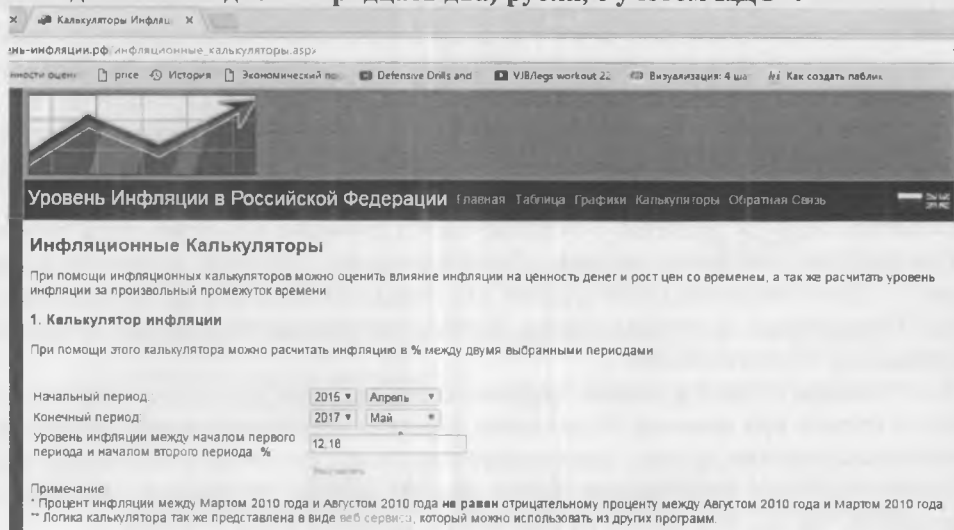 Калькуляторы Инфляц
инфляции.рф/инфляционные_калькуляторы.aspx
price История Экономический по Defensive Drills and VJB/legs workout 22 Визуализация: 4 ша Как создать паблик
Уровень Инфляции в Российской Федерации Главная Таблица Графики Калькуляторы Обратная Связь
Инфляционные Калькуляторы
При помощи инфляционных калькуляторов можно оценить влияние инфляции на ценность денег и рост цен со временем, а так же расчитать уровень
инфляции за произвольный промежуток времени
1. Калькулятор инфляции
При помощи этого калькулятора можно расчитать инфляцию в % между двумя выбранными периодами
Начальный период: 2015 Апрель
Конечный период: 2017 Май
Уровень инфляции между началом первого
периода и началом второго периода % 12,18
Примечание
* Процент инфляции между Мартом 2010 года и Августом 2010 года не равен отрицательному проценту между Августом 2010 года и Мартом 2010 года
** Логика калькулятора так же представлена в виде веб сервиса, который можно использовать из других программ.